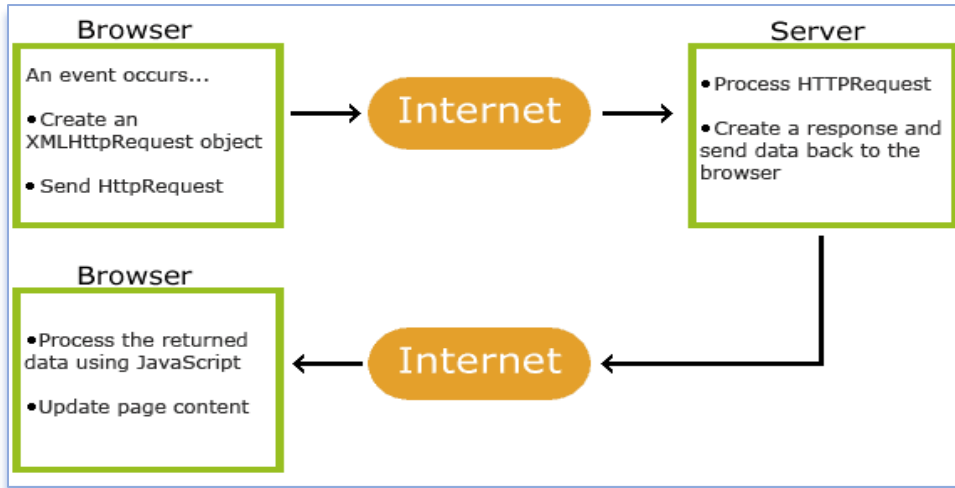 Browser
An event occurs...
•Create an
XMLHttpRequest object
•Send HttpRequest
Internet
Server
•Process HTTPRequest
•Create a response and
send data back to the
browser
Browser
•Process the returned
data using JavaScript
•Update page content
Internet